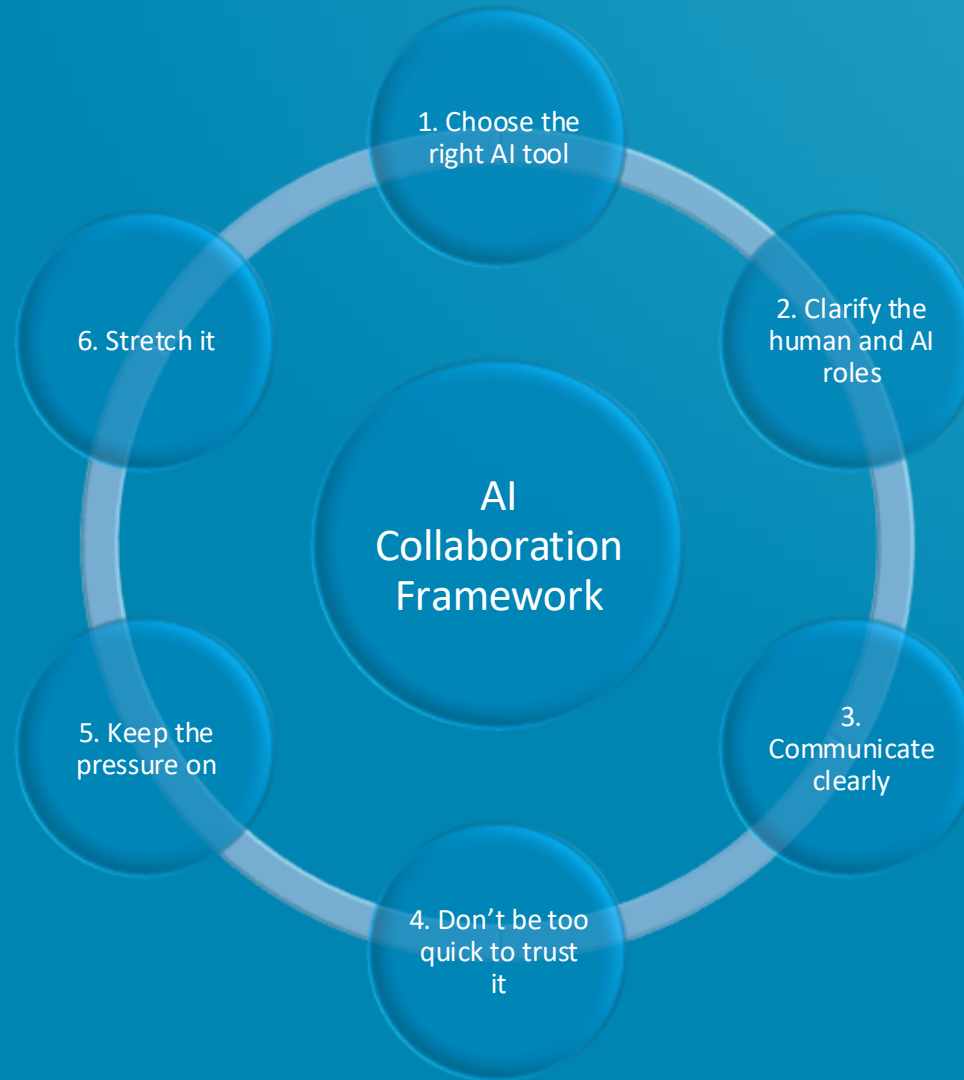 1. Choose the
right AI tool
2. Clarify the
human and AI
roles
3.
Communicate
clearly
4. Don’t be too
quick to trust
it
5. Keep the
pressure on
6. Stretch it
AI
Collaboration
Framework